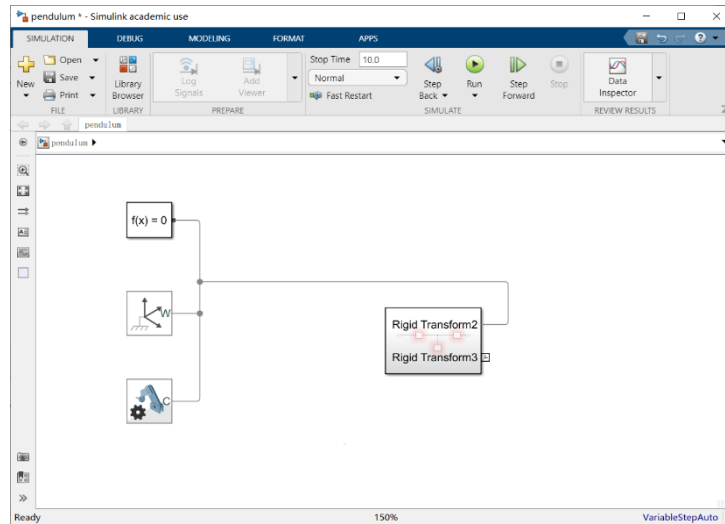 pendulum * - Simulink academic use
SIMULATION DEBUG MODELING FORMAT APPS
New
Open
Save
Print
FILE
Library
Browser
LIBRARY
Log
Signals
Add
Viewer
PREPARE
Stop Time 10.0
Normal
Fast Restart
Step
Back
Run
Step
Forward
Stop
SIMULATE
Data
Inspector
REVIEW RESULTS
pendulum
pendulum
f(x) = 0
W
C
Rigid Transform2
Rigid Transform3
Ready 150% VariableStepAuto